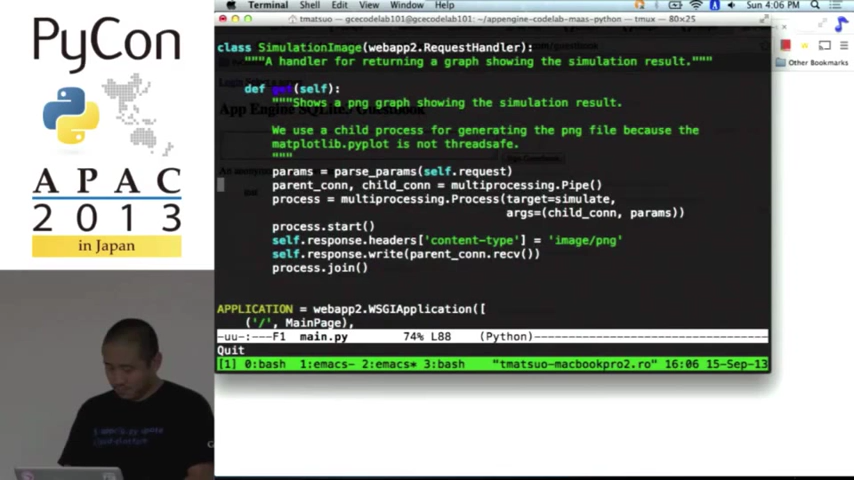 PyCon
APAC
2013
in Japan
Terminal Shell Edit View Window Help
Sun 4:06 PM
tmatsuo — gcecodelab101@gcecodelab101: ~/appengine-codelab-maas-python — tmux — 80×25
Other Bookmarks
class SimulationImage(webapp2.RequestHandler):
"""A handler for returning a graph showing the simulation result."""
def get(self):
"""Shows a png graph showing the simulation result.
We use a child process for generating the png file because the
matplotlib.pyplot is not threadsafe.
"""
params = parse_params(self.request)
parent_conn, child_conn = multiprocessing.Pipe()
process = multiprocessing.Process(target=simulate,
args=(child_conn, params))
process.start()
self.response.headers['content-type'] = 'image/png'
self.response.write(parent_conn.recv())
process.join()
APPLICATION = webapp2.WSGIApplication([
('/', MainPage),
-uu-:---F1 main.py 74% L88 (Python)
Quit
[1] 0:bash 1:emacs- 2:emacs* 3:bash "tmatsuo-macbookpro2.ro" 16:06 15-Sep-13